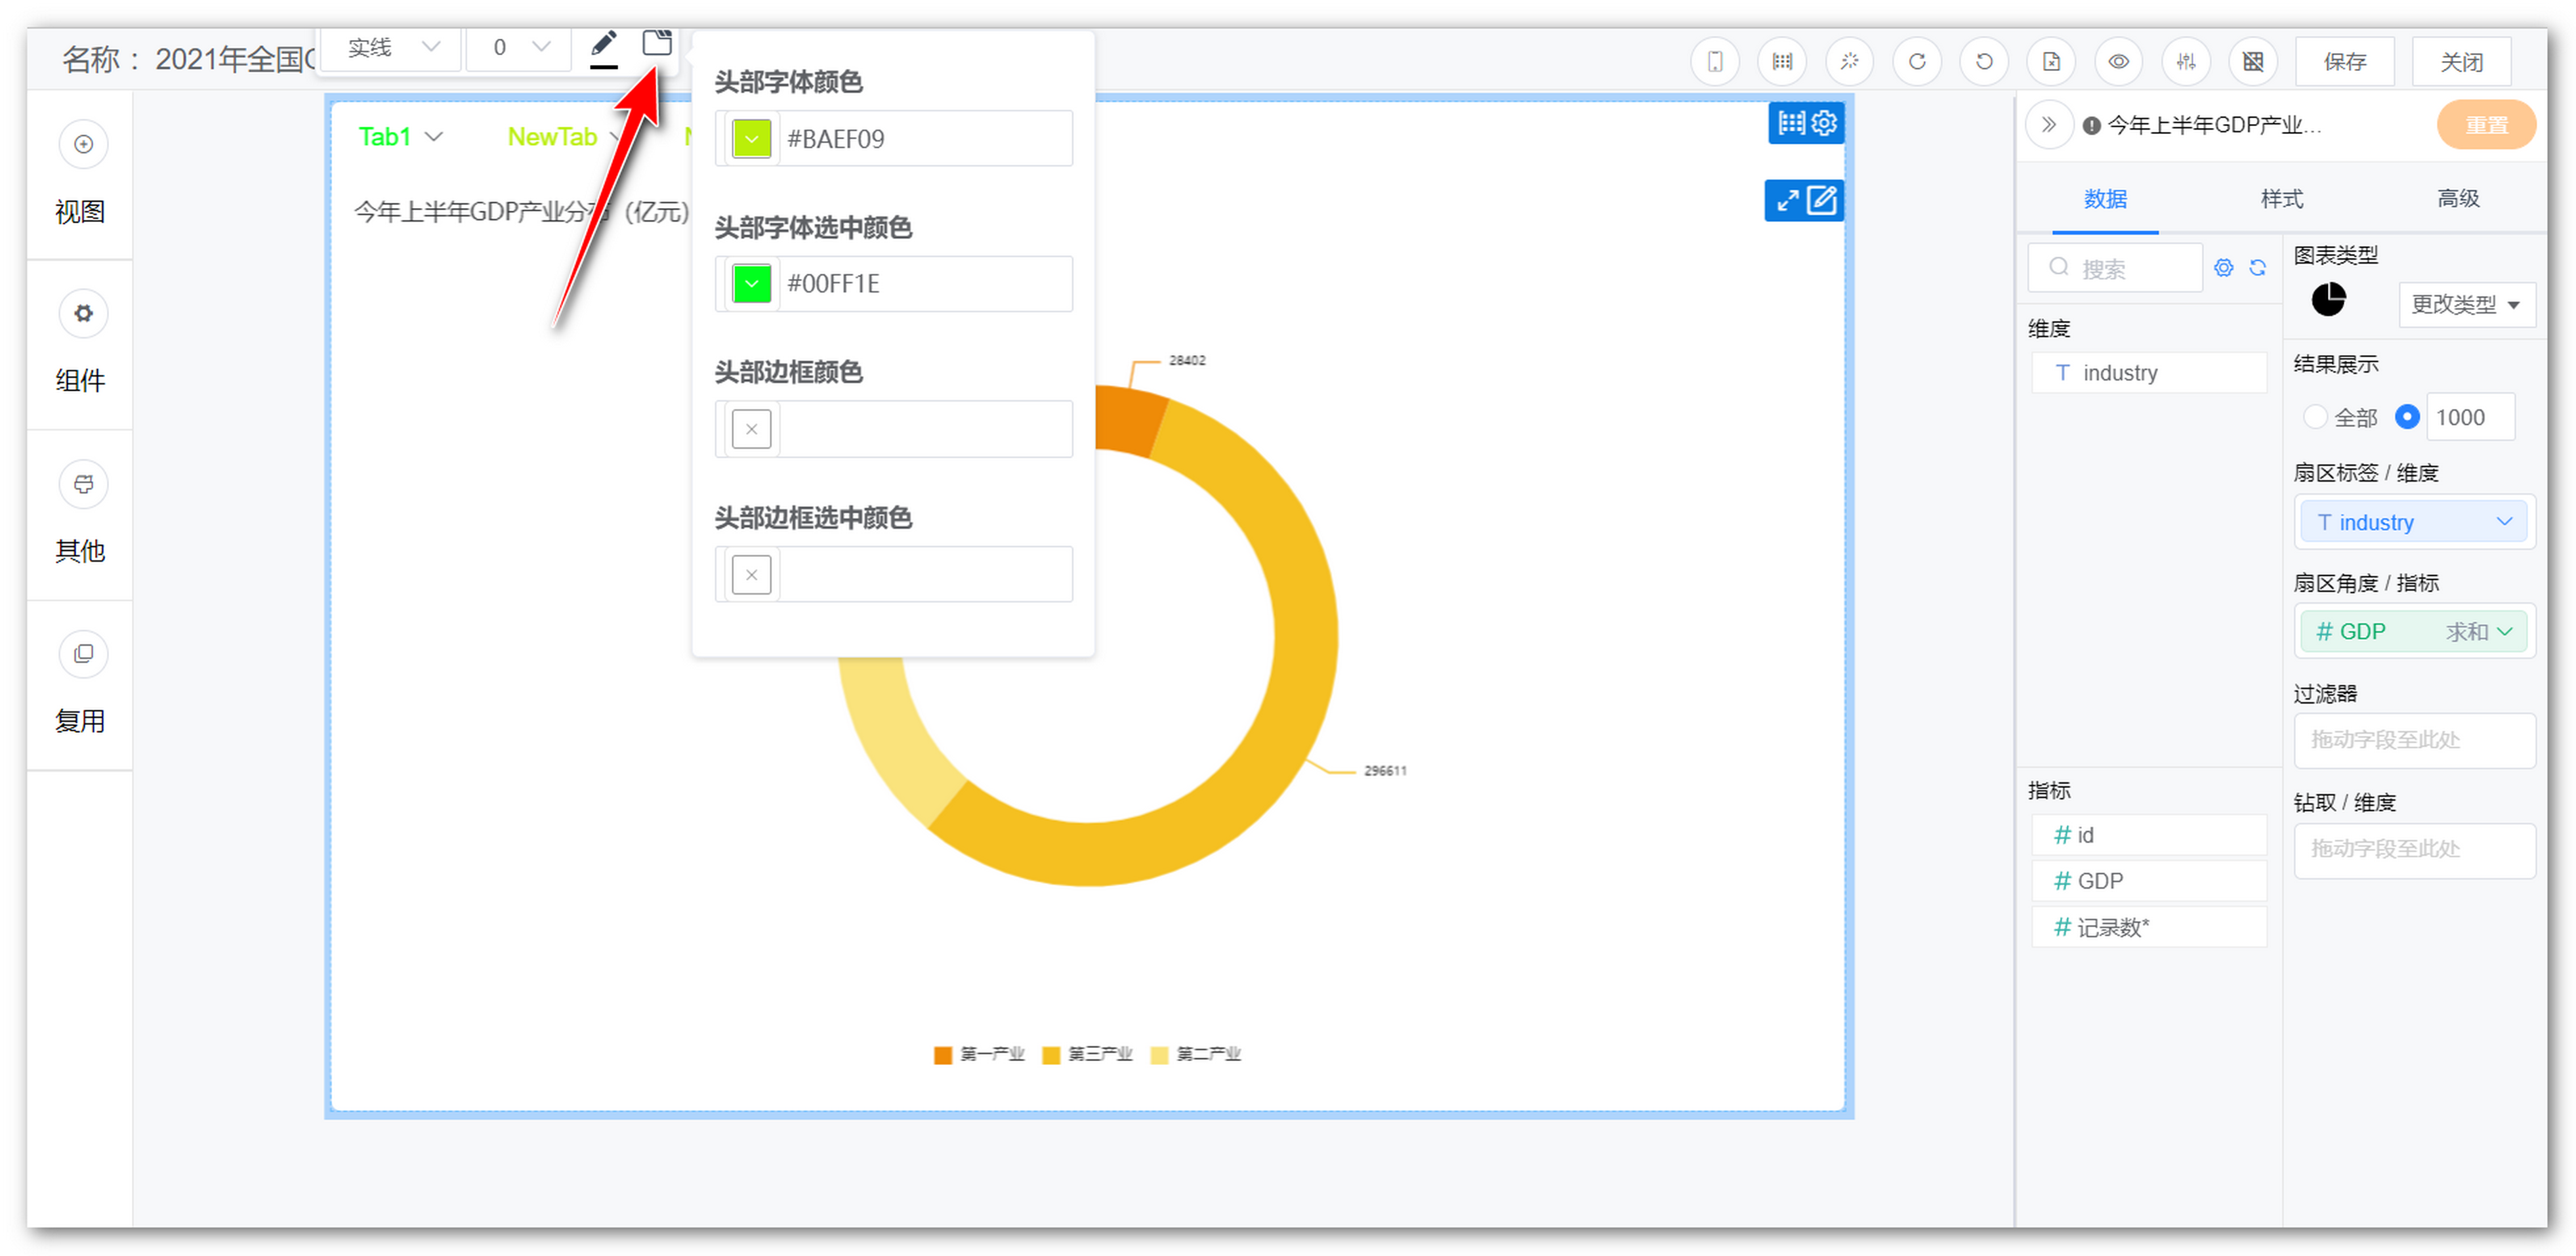 名称： 2021年全国
实线
0
保存
关闭
视图
组件
其他
复用
Tab1
NewTab
今年上半年GDP产业分布（亿元）
头部字体颜色
#BAEF09
头部字体选中颜色
#00FF1E
头部边框颜色
头部边框选中颜色
28402
296611
第一产业 第三产业 第二产业
今年上半年GDP产业...
重置
数据
样式
高级
搜索
维度
T industry
指标
# id
# GDP
# 记录数*
图表类型
更改类型
结果展示
全部
1000
扇区标签 / 维度
T industry
扇区角度 / 指标
# GDP 求和
过滤器
拖动字段至此处
钻取 / 维度
拖动字段至此处